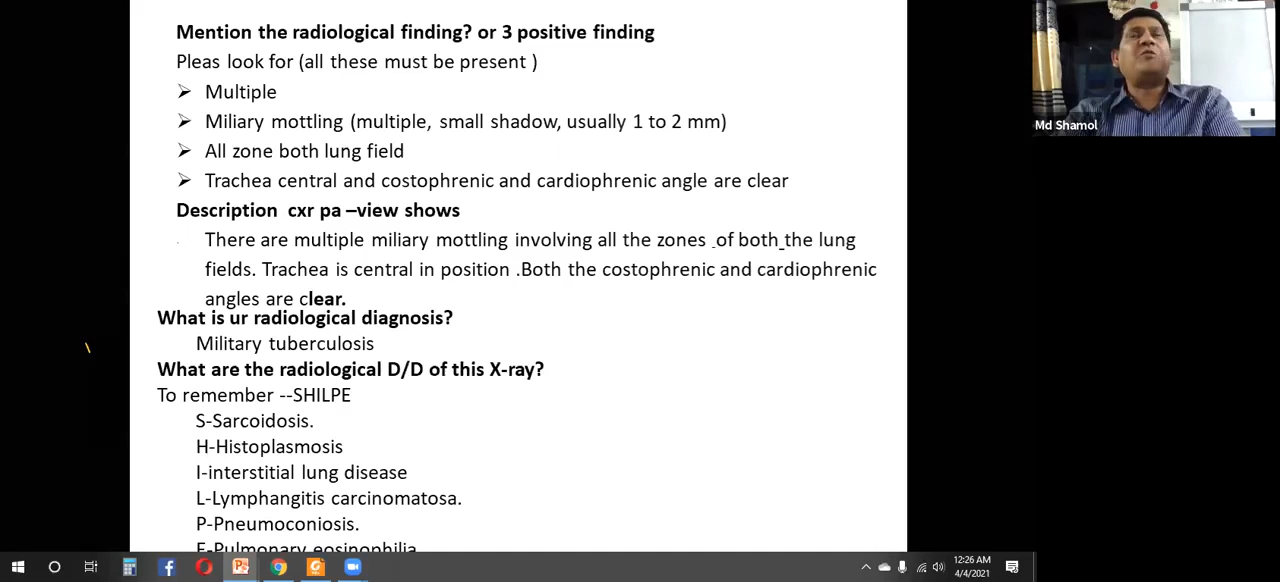 Mention the radiological finding? or 3 positive finding
Pleas look for (all these must be present )
➢ Multiple
➢ Miliary mottling (multiple, small shadow, usually 1 to 2 mm)
➢ All zone both lung field
➢ Trachea central and costophrenic and cardiophrenic angle are clear
Description cxr pa –view shows
There are multiple miliary mottling involving all the zones _of both_the lung
fields. Trachea is central in position .Both the costophrenic and cardiophrenic
angles are clear.
What is ur radiological diagnosis?
Military tuberculosis
What are the radiological D/D of this X-ray?
To remember --SHILPE
S-Sarcoidosis.
H-Histoplasmosis
I-interstitial lung disease
L-Lymphangitis carcinomatosa.
P-Pneumoconiosis.
E-Pulmonary eosinophilia
Md Shamol
12:26 AM
4/4/2021